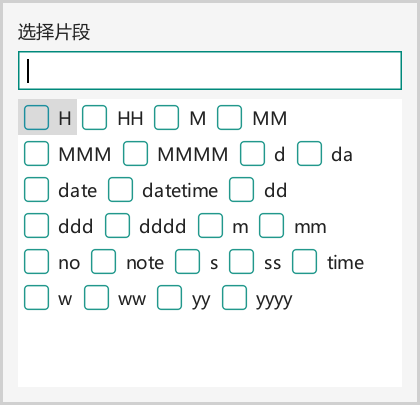 选择片段
H HH M MM
MMM MMMM d da
date datetime dd
ddd dddd m mm
no note s ss time
w ww yy yyyy